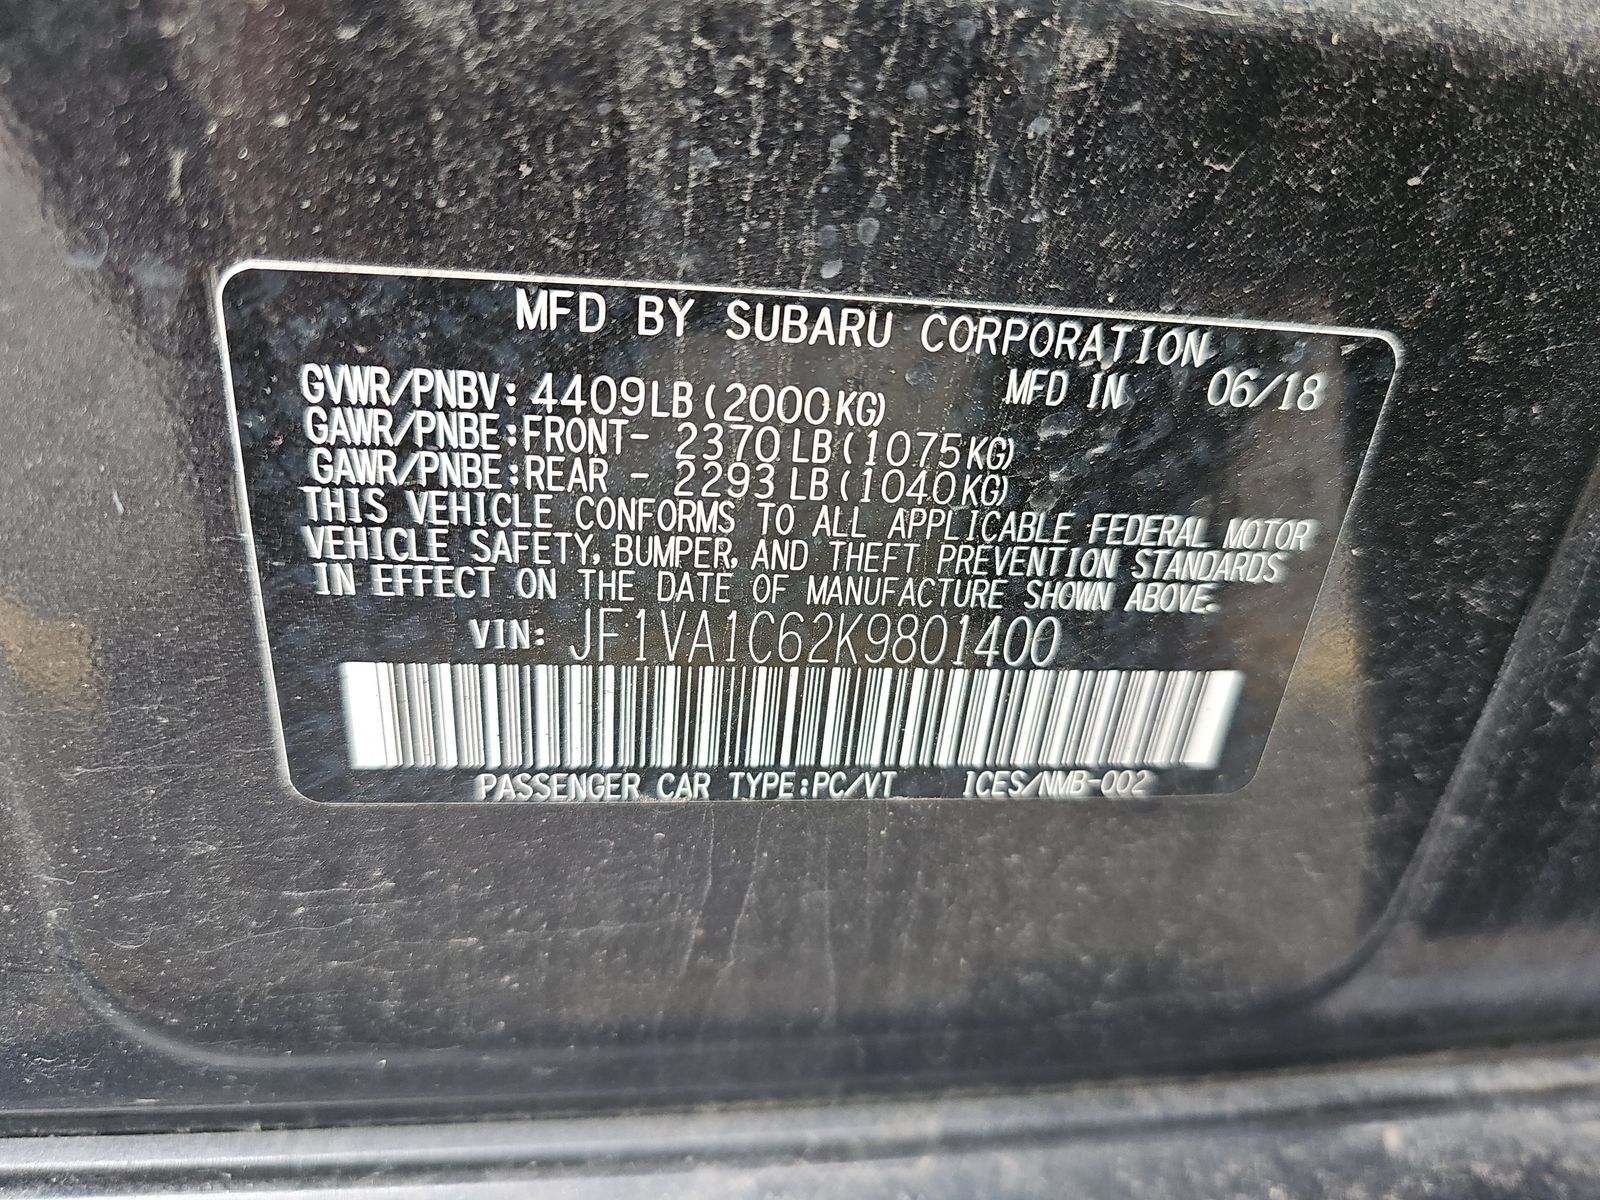 MFD BY SUBARU CORPORATION
GVWR/PNBV: 4409LB(2000KG) MFD IN 06/18
GAWR/PNBE:FRONT- 2370LB(1075KG)
GAWR/PNBE:REAR - 2293LB(1040KG)
THIS VEHICLE CONFORMS TO ALL APPLICABLE FEDERAL MOTOR
VEHICLE SAFETY, BUMPER, AND THEFT PREVENTION STANDARDS
IN EFFECT ON THE DATE OF MANUFACTURE SHOWN ABOVE.
VIN: JF1VA1C62K9801400
PASSENGER CAR TYPE:PC/VT ICES/NMB-002